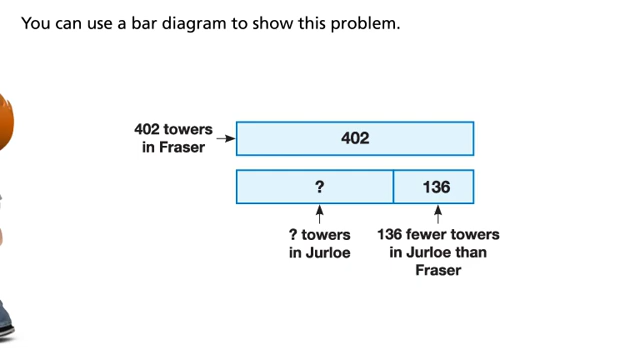 You can use a bar diagram to show this problem.
402 towers
in Fraser
402
?
136
? towers
in Jurloe
136 fewer towers
in Jurloe than
Fraser